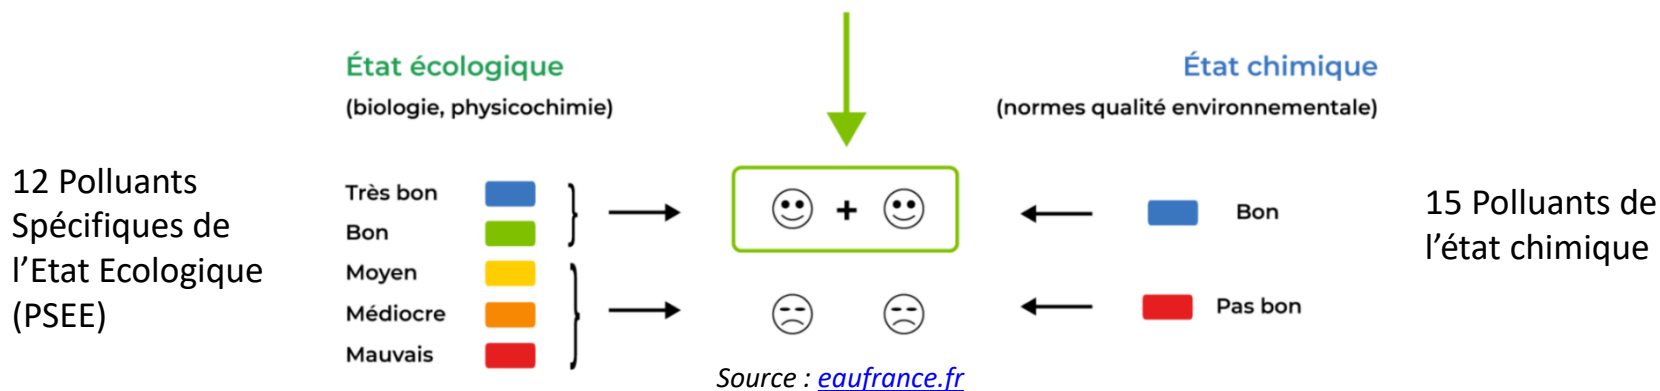 État écologique
(biologie, physicochimie)
État chimique
(normes qualité environnementale)
12 Polluants
Spécifiques de
l’Etat Ecologique
(PSEE)
Très bon
Bon
Moyen
Médiocre
Mauvais
+
Bon
Pas bon
15 Polluants de
l’état chimique
Source : eaufrance.fr